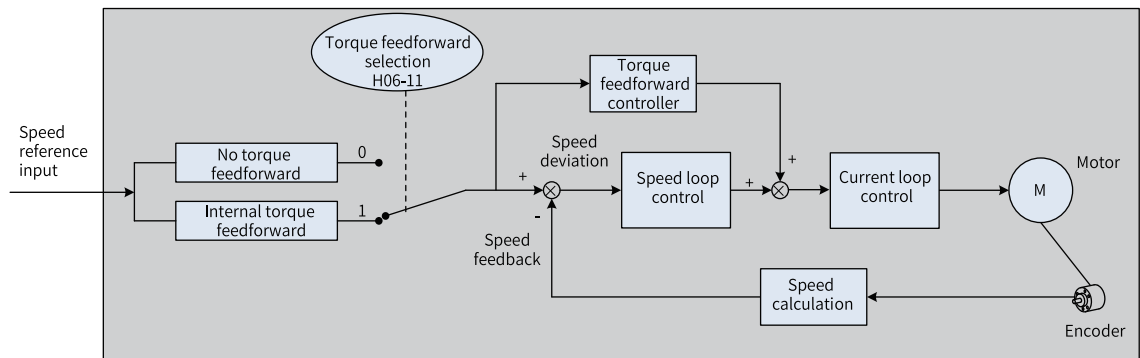 Torque feedforward
selection
H06-11
Torque
feedforward
controller
Speed
reference
input
No torque
feedforward
0
Internal torque
feedforward
1
Speed
deviation
+
-
Speed
feedback
Speed loop
control
+
+
Current loop
control
Motor
M
Speed
calculation
Encoder